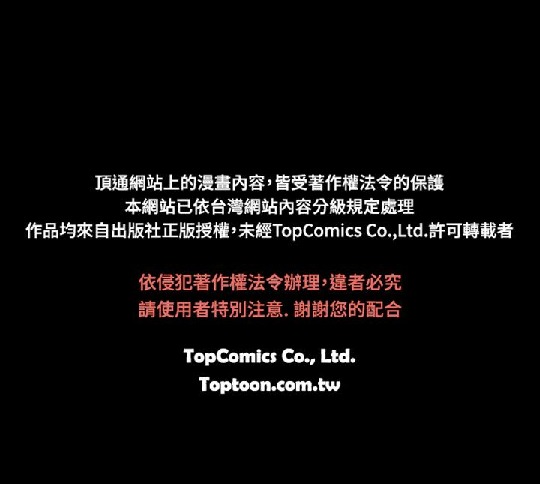 頂通網站上的漫畫內容，皆受著作權法令的保護
本網站已依台灣網站內容分級規定處理
作品均來自出版社正版授權，未經TopComics Co.,Ltd.許可轉載者
依侵犯著作權法令辦理，違者必究
請使用者特別注意. 謝謝您的配合
TopComics Co., Ltd.
Toptoon.com.tw